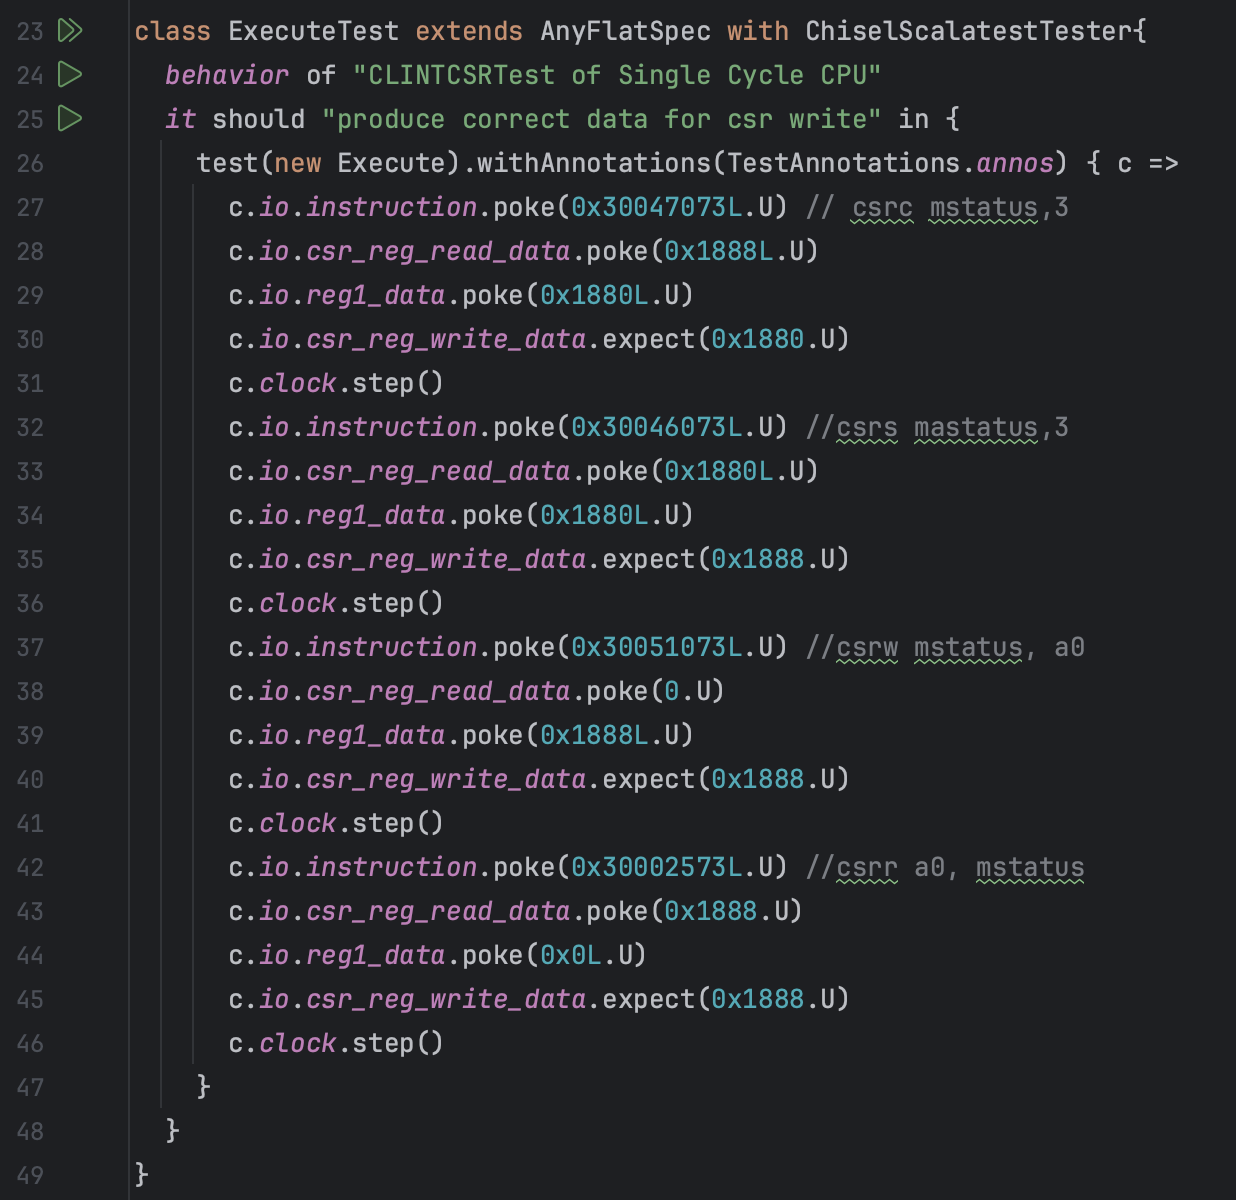 23 class ExecuteTest extends AnyFlatSpec with ChiselScalatestTester{
24   behavior of "CLINTCSRTest of Single Cycle CPU"
25   it should "produce correct data for csr write" in {
26     test(new Execute).withAnnotations(TestAnnotations.annos) { c =>
27       c.io.instruction.poke(0x30047073L.U) // csrc mstatus,3
28       c.io.csr_reg_read_data.poke(0x1888L.U)
29       c.io.reg1_data.poke(0x1880L.U)
30       c.io.csr_reg_write_data.expect(0x1880.U)
31       c.clock.step()
32       c.io.instruction.poke(0x30046073L.U) //csrs mastatus,3
33       c.io.csr_reg_read_data.poke(0x1880L.U)
34       c.io.reg1_data.poke(0x1880L.U)
35       c.io.csr_reg_write_data.expect(0x1888.U)
36       c.clock.step()
37       c.io.instruction.poke(0x30051073L.U) //csrw mstatus, a0
38       c.io.csr_reg_read_data.poke(0.U)
39       c.io.reg1_data.poke(0x1888L.U)
40       c.io.csr_reg_write_data.expect(0x1888.U)
41       c.clock.step()
42       c.io.instruction.poke(0x30002573L.U) //csrr a0, mstatus
43       c.io.csr_reg_read_data.poke(0x1888.U)
44       c.io.reg1_data.poke(0x0L.U)
45       c.io.csr_reg_write_data.expect(0x1888.U)
46       c.clock.step()
47     }
48   }
49 }